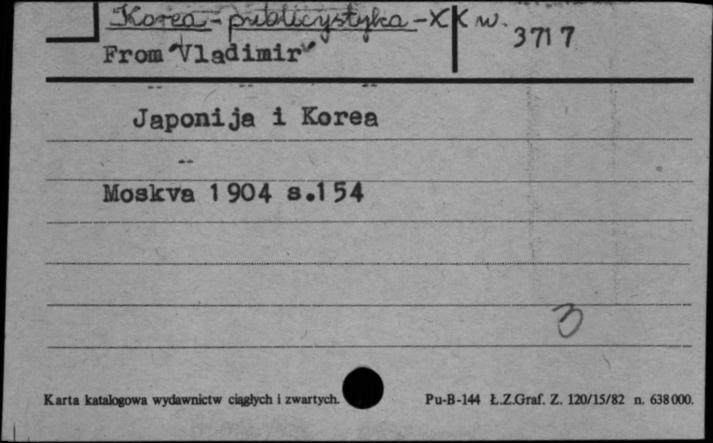 Korea - publicystyka - XX w.
3717
From "Vladimir"
Japonija i Korea
Moskva 1904 s.154
3
Karta katalogowa wydawnictw ciągłych i zwartych.
Pu-B-144 Ł.Z.Graf. Z. 120/15/82 n. 638000.